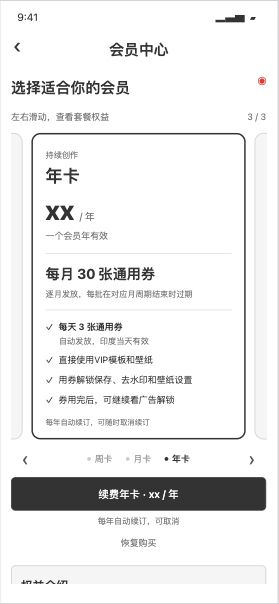 9:41
会员中心
选择适合你的会员
左右滑动，查看套餐权益
3 / 3
持续创作
年卡
XX / 年
一个会员年有效
每月 30 张通用券
逐月发放，每批在对应月周期结束时过期
每天 3 张通用券
自动发放，印度当天有效
直接使用VIP模板和壁纸
用券解锁保存、去水印和壁纸设置
券用完后，可继续看广告解锁
每年自动续订，可随时取消续订
周卡
月卡
年卡
续费年卡 · xx / 年
每年自动续订，可取消
恢复购买
权益介绍